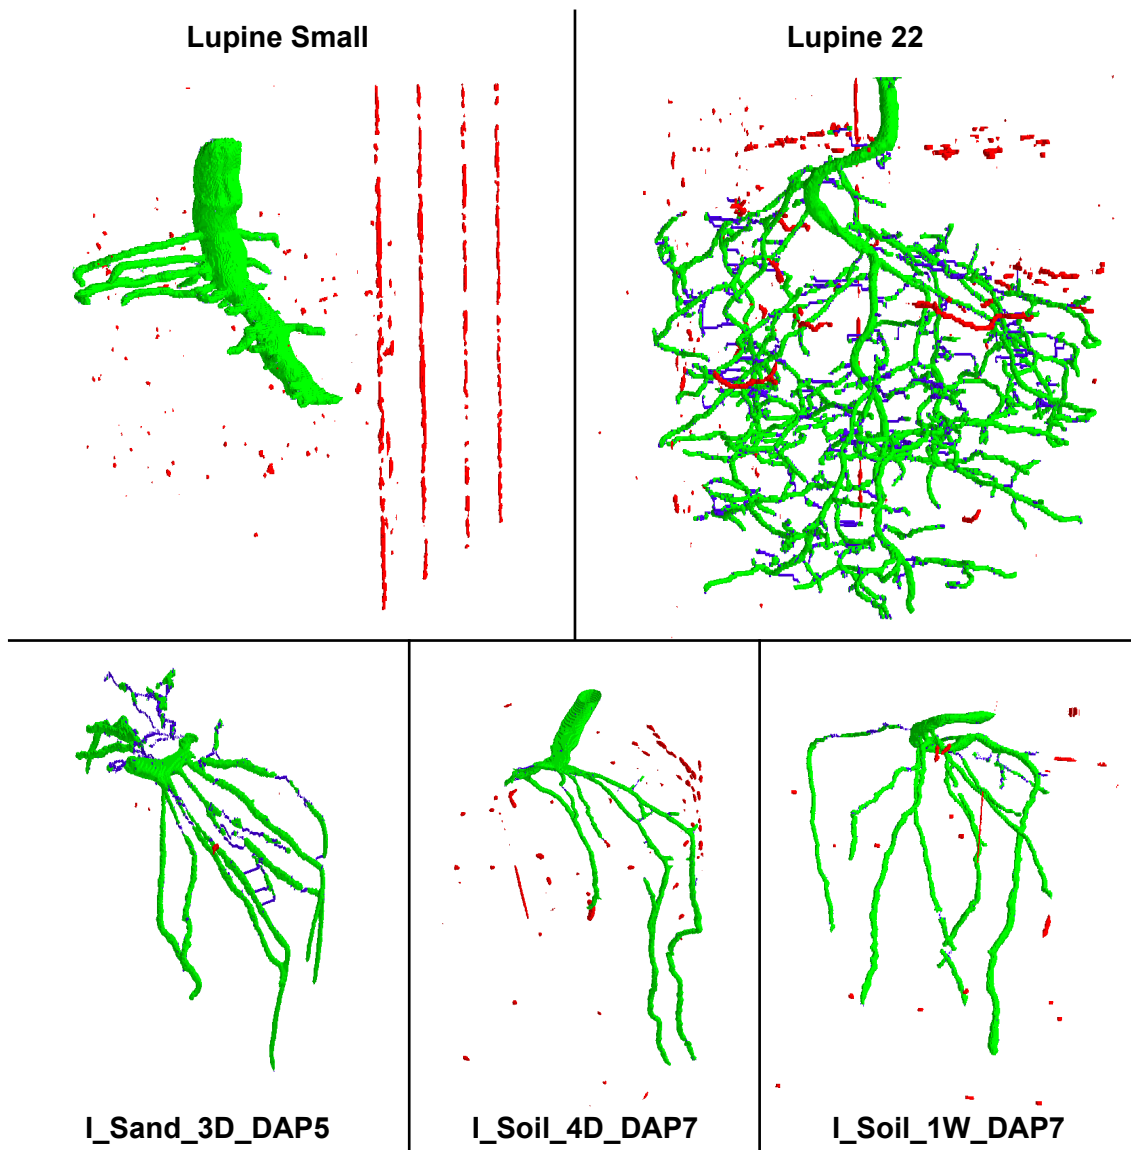 Lupine Small
Lupine 22
I_Sand_3D_DAP5
I_Soil_4D_DAP7
I_Soil_1W_DAP7